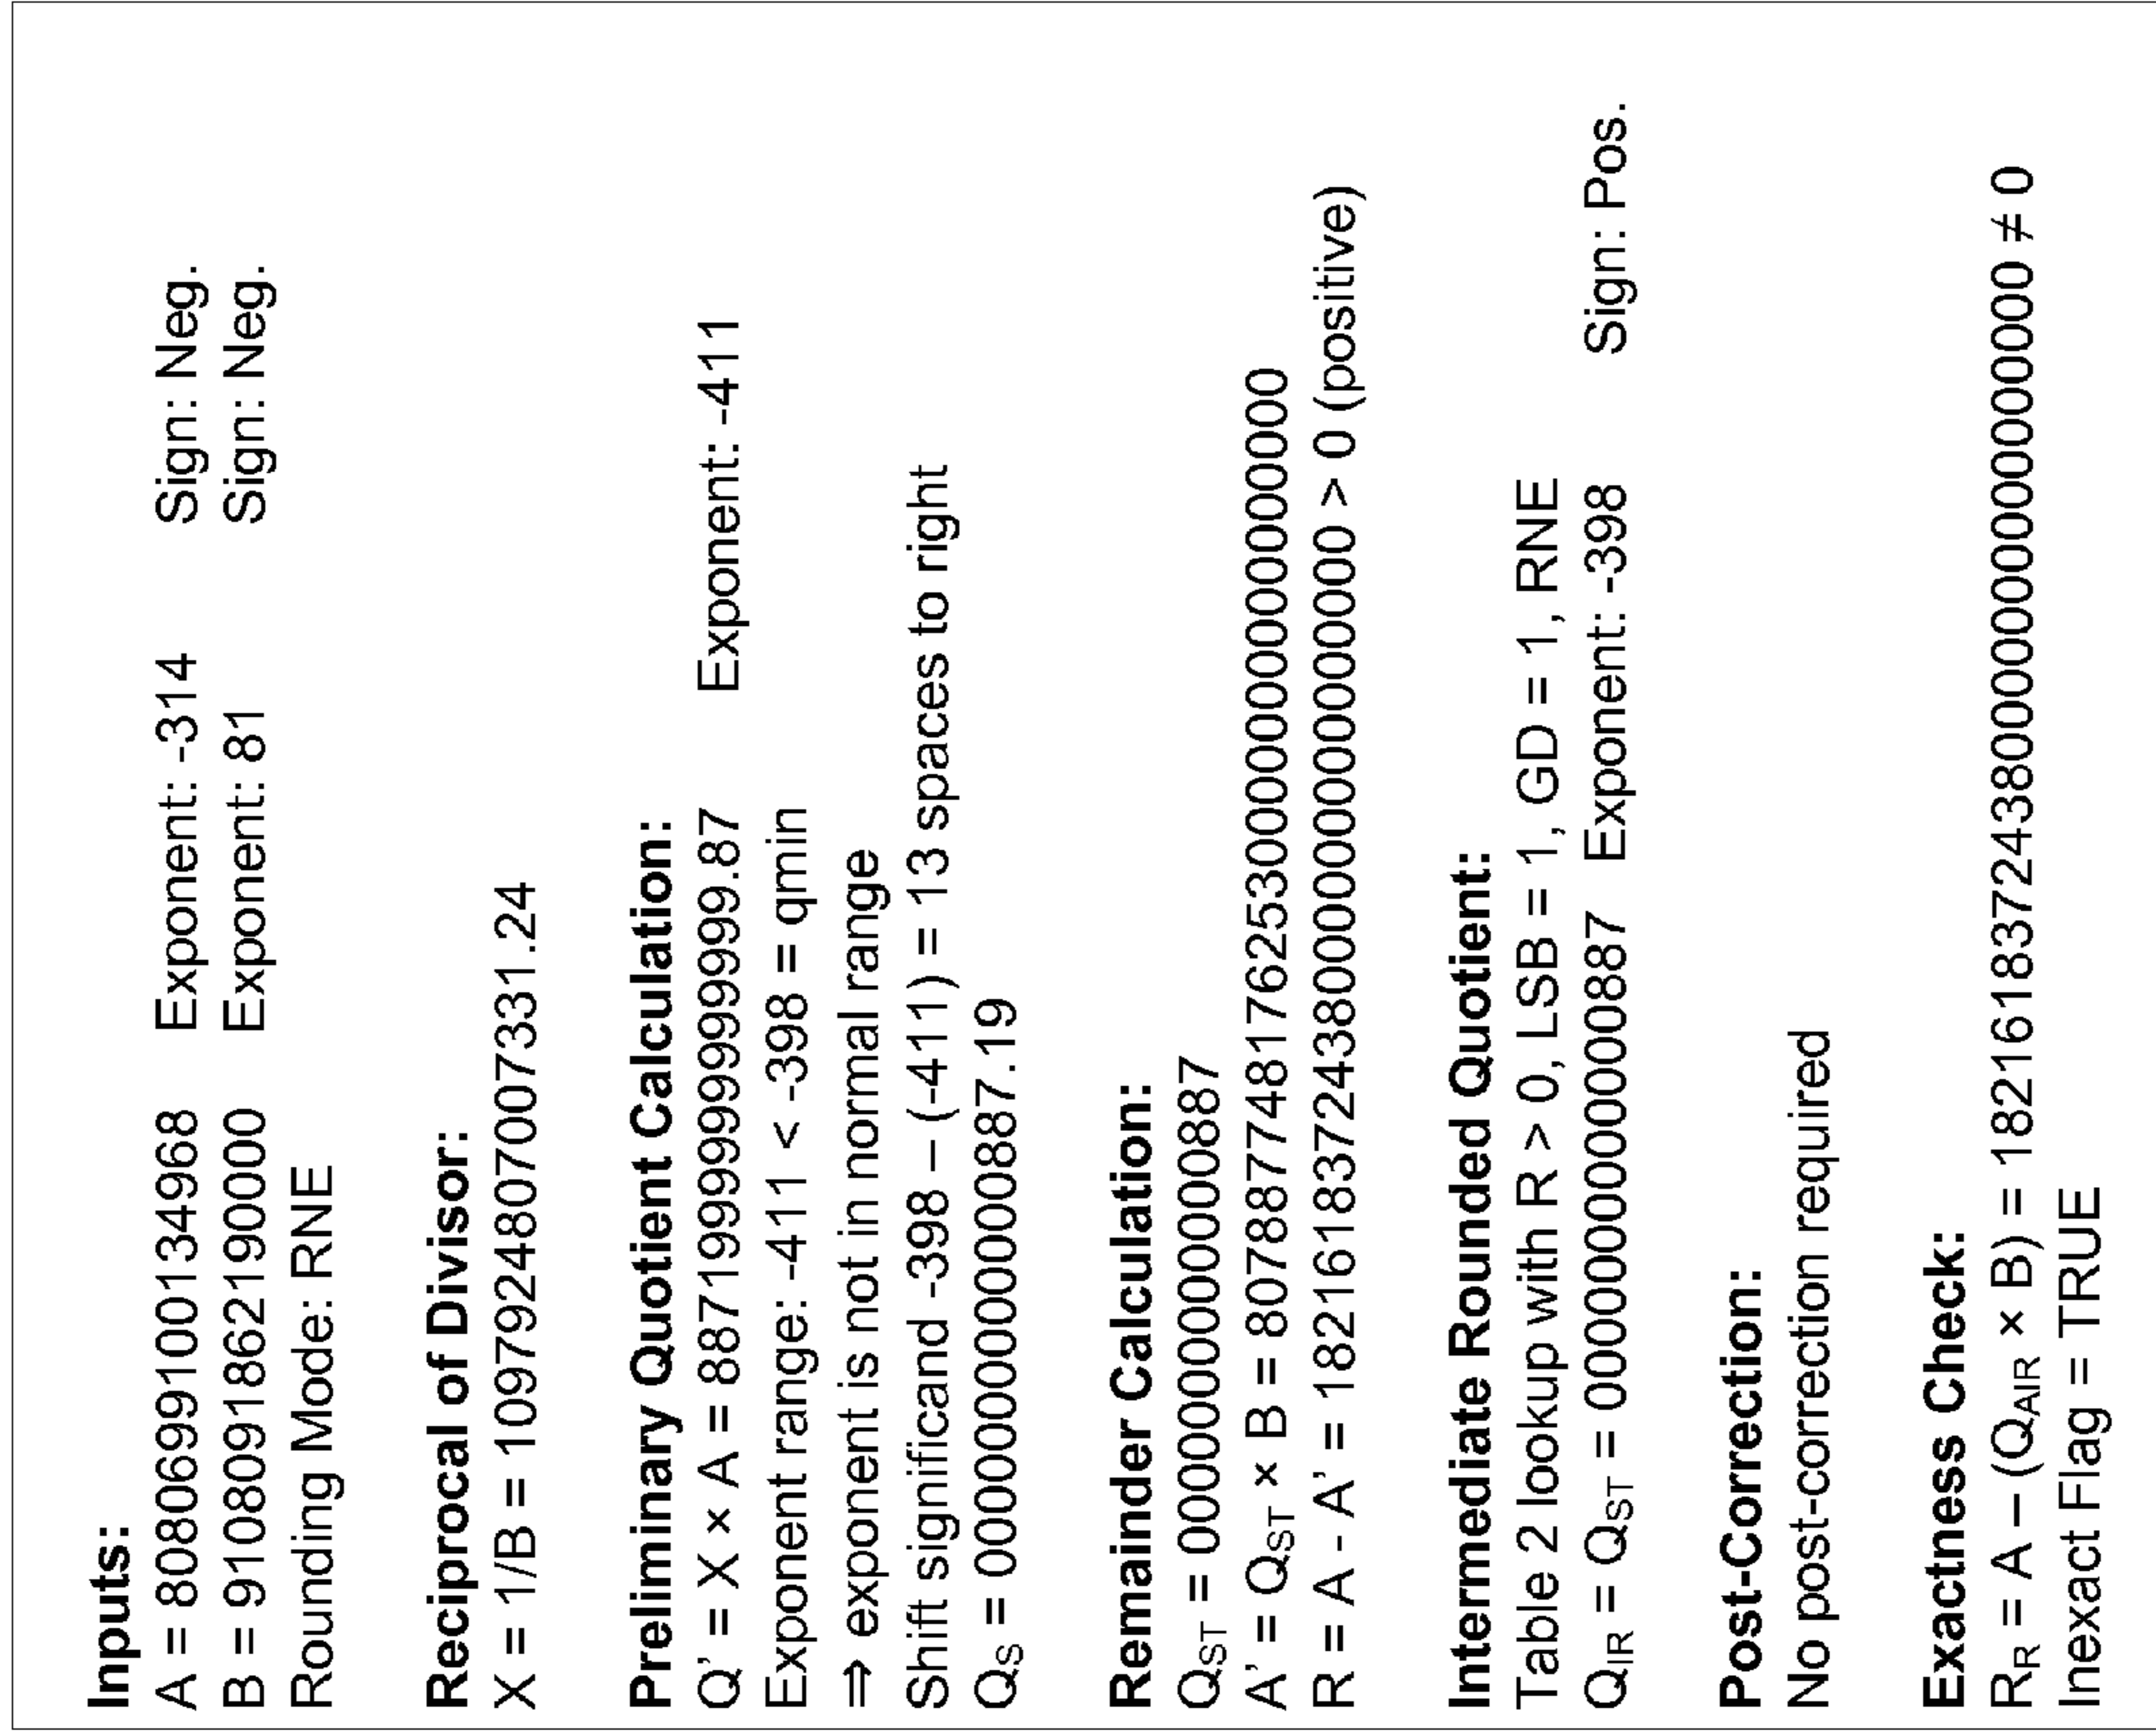 Inputs:
A = 8080699100134968 Exponent: -314 Sign: Neg.
B = 9108091862190000 Exponent: 81 Sign: Neg.
Rounding Mode: RNE
Reciprocal of Divisor:
X = 1/B = 1097924807007331.24
Preliminary Quotient Calculation:
Q' = X × A = 8871999999999999.87 Exponent: -411
Exponent range: -411 < -398 = qmin
⇒ exponent is not in normal range
Shift significand -398 – (-411) = 13 spaces to right
QS = 0000000000000887.19
Remainder Calculation:
QST = 0000000000000887
A' = QST × B = 80788774817625300000000000000000
R = A - A' = 18216183724380000000000000000 > 0 (positive)
Intermediate Rounded Quotient:
Table 2 lookup with R > 0, LSB = 1, GD = 1, RNE
QIR = QST = 0000000000000887 Exponent: -398 Sign: Pos.
Post-Correction:
No post-correction required
Exactness Check:
RR = A – (QAIR × B) = 18216183724380000000000000000 ≠ 0
Inexact Flag = TRUE